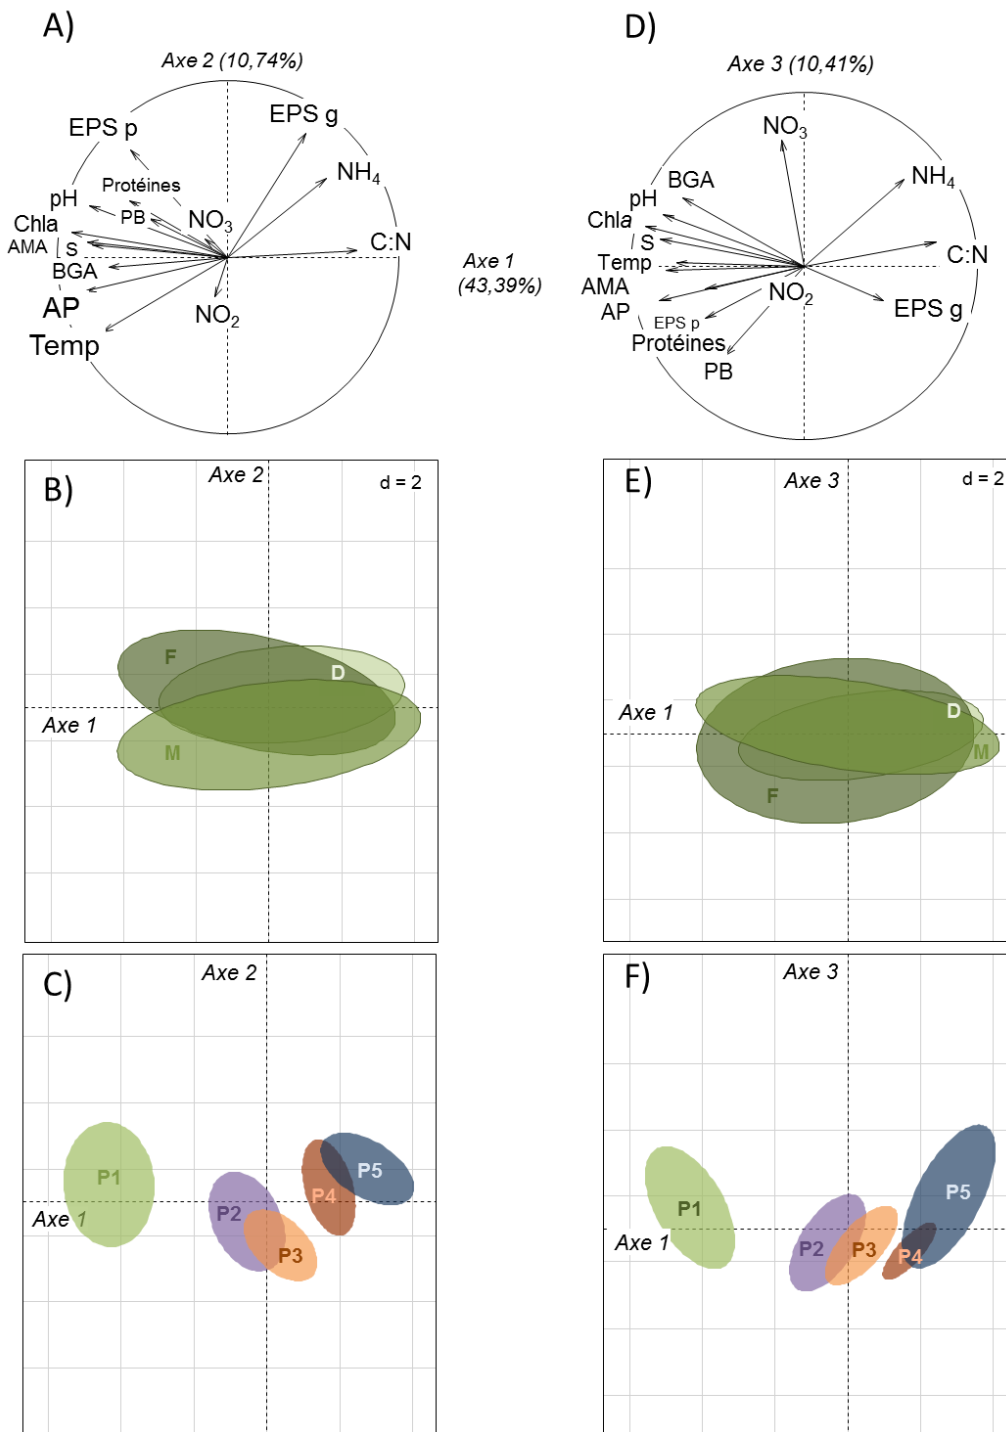 A)
Axe 2 (10,74%)
EPS p
EPS g
Protéines
NH4
pH
PB
NO3
Chla
AMA
S
C:N
BGA
AP
NO2
Temp
Axe 1
(43,39%)
D)
Axe 3 (10,41%)
NO3
BGA
NH4
pH
Chla
S
C:N
Temp
AMA
NO2
AP
EPS g
EPS p
Protéines
PB
B)
Axe 2
d = 2
F
D
Axe 1
M
E)
Axe 3
d = 2
Axe 1
D
M
F
C)
Axe 2
P1
P5
P4
Axe 1
P2
P3
F)
Axe 3
P5
P1
Axe 1
P2
P3
P4